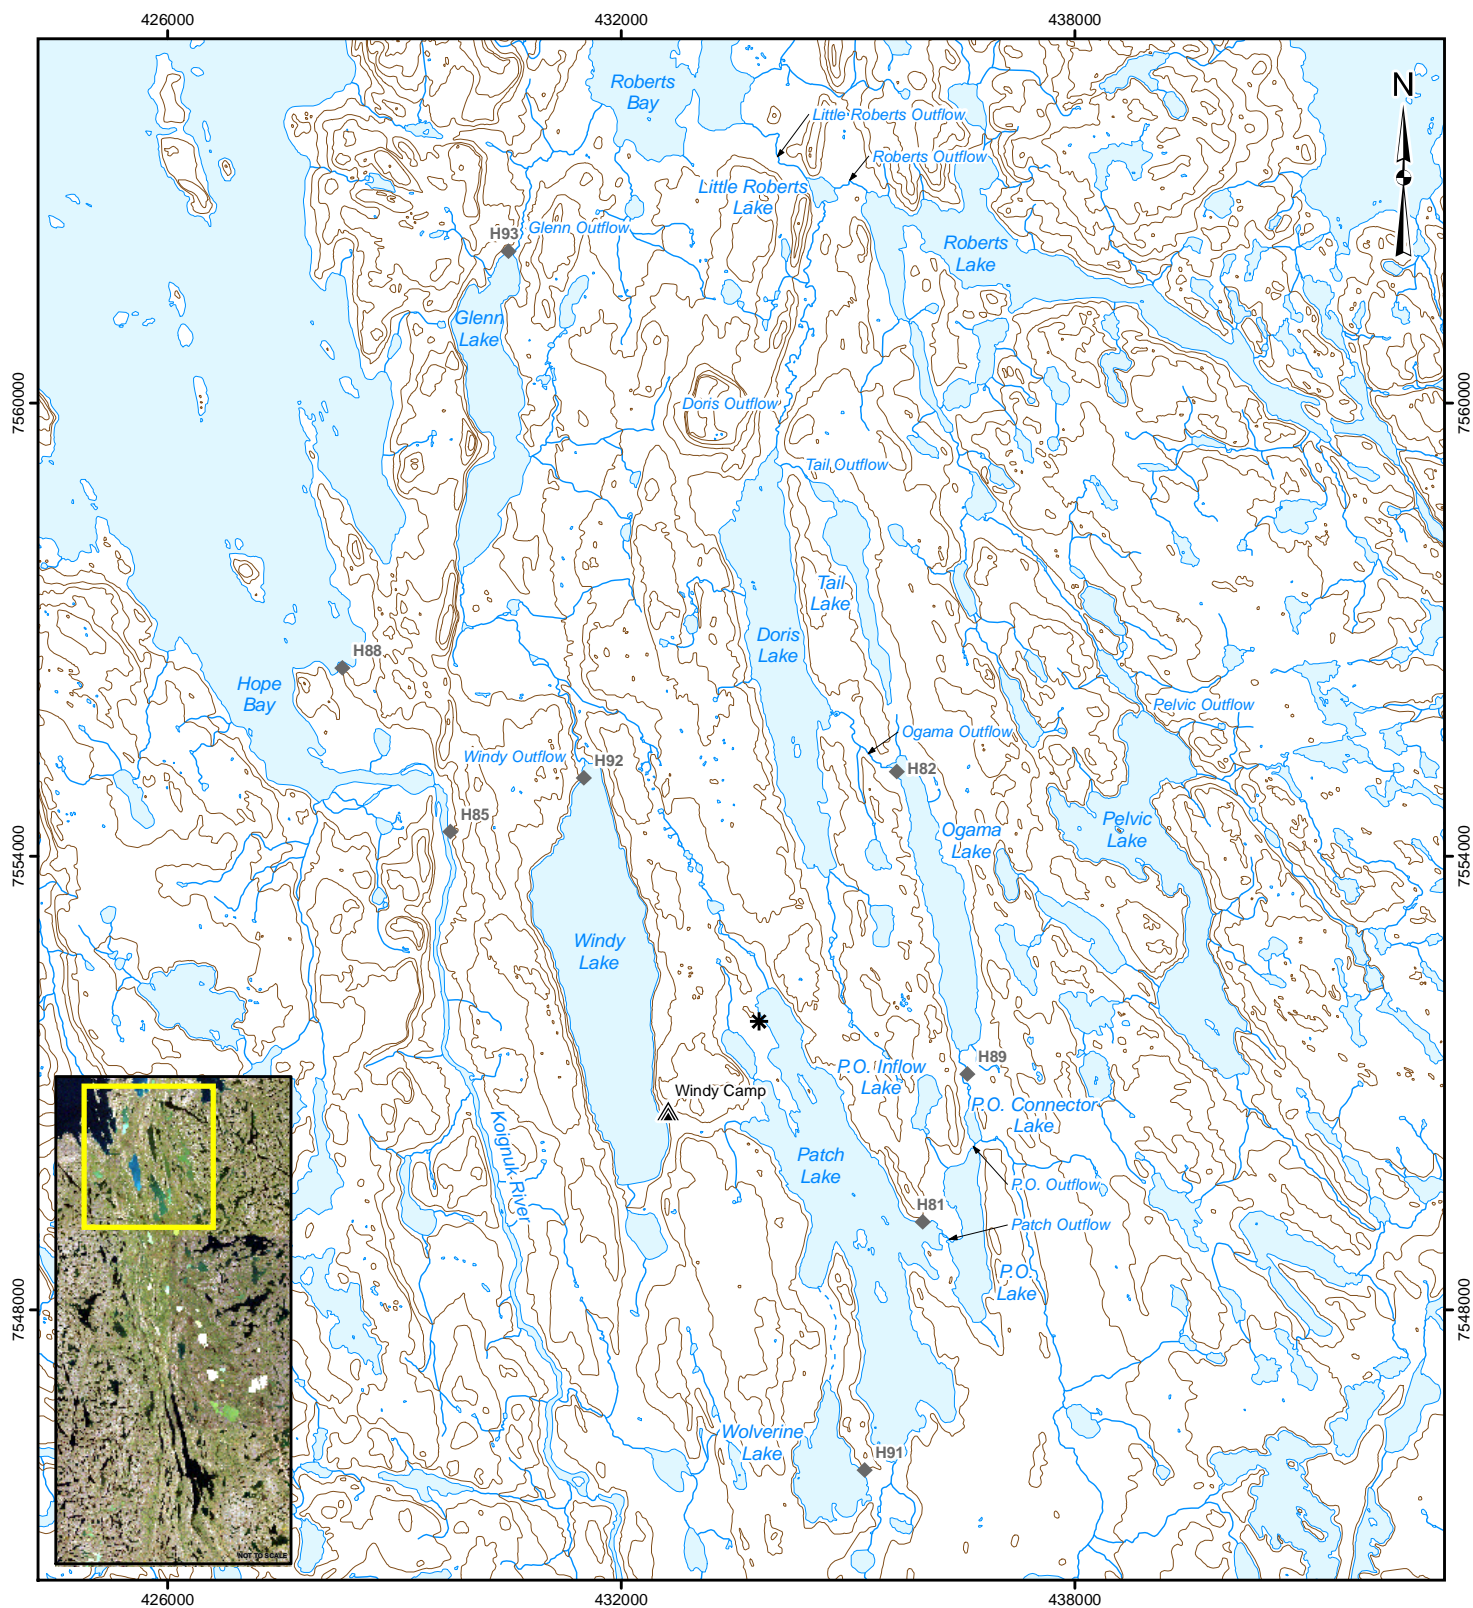 426000
432000
438000
N
Roberts
Bay
Little Roberts Outflow
Roberts Outflow
Little Roberts
Lake
H93
Glenn Outflow
Roberts
Lake
Glenn
Lake
7560000
7560000
Doris Outflow
Tail Outflow
Tail
Lake
Doris
Lake
H88
Hope
Bay
Pelvic Outflow
Ogama Outflow
Windy Outflow
H92
H82
H85
Ogama
Lake
Pelvic
Lake
7554000
7554000
Windy
Lake
H89
P.O. Inflow
Lake
Windy Camp
P.O. Connector
Lake
Koignuk River
Patch
Lake
P.O. Outflow
H81
Patch Outflow
P.O.
Lake
7548000
7548000
Wolverine
Lake
H91
NOT TO SCALE
426000
432000
438000